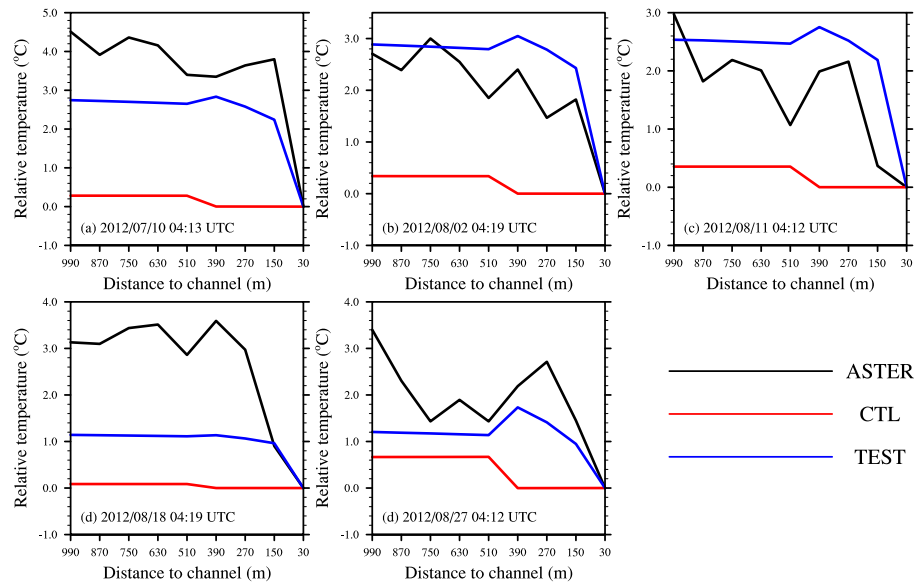 Relative temperature (°C)
5.0
4.0
3.0
2.0
1.0
0.0
-1.0
(a) 2012/07/10 04:13 UTC
990 870 750 630 510 390 270 150 30
Distance to channel (m)
Relative temperature (°C)
3.0
2.0
1.0
0.0
-1.0
(b) 2012/08/02 04:19 UTC
990 870 750 630 510 390 270 150 30
Distance to channel (m)
Relative temperature (°C)
3.0
2.0
1.0
0.0
-1.0
(c) 2012/08/11 04:12 UTC
990 870 750 630 510 390 270 150 30
Distance to channel (m)
Relative temperature (°C)
4.0
3.0
2.0
1.0
0.0
-1.0
(d) 2012/08/18 04:19 UTC
990 870 750 630 510 390 270 150 30
Distance to channel (m)
Relative temperature (°C)
4.0
3.0
2.0
1.0
0.0
-1.0
(d) 2012/08/27 04:12 UTC
990 870 750 630 510 390 270 150 30
Distance to channel (m)
ASTER
CTL
TEST